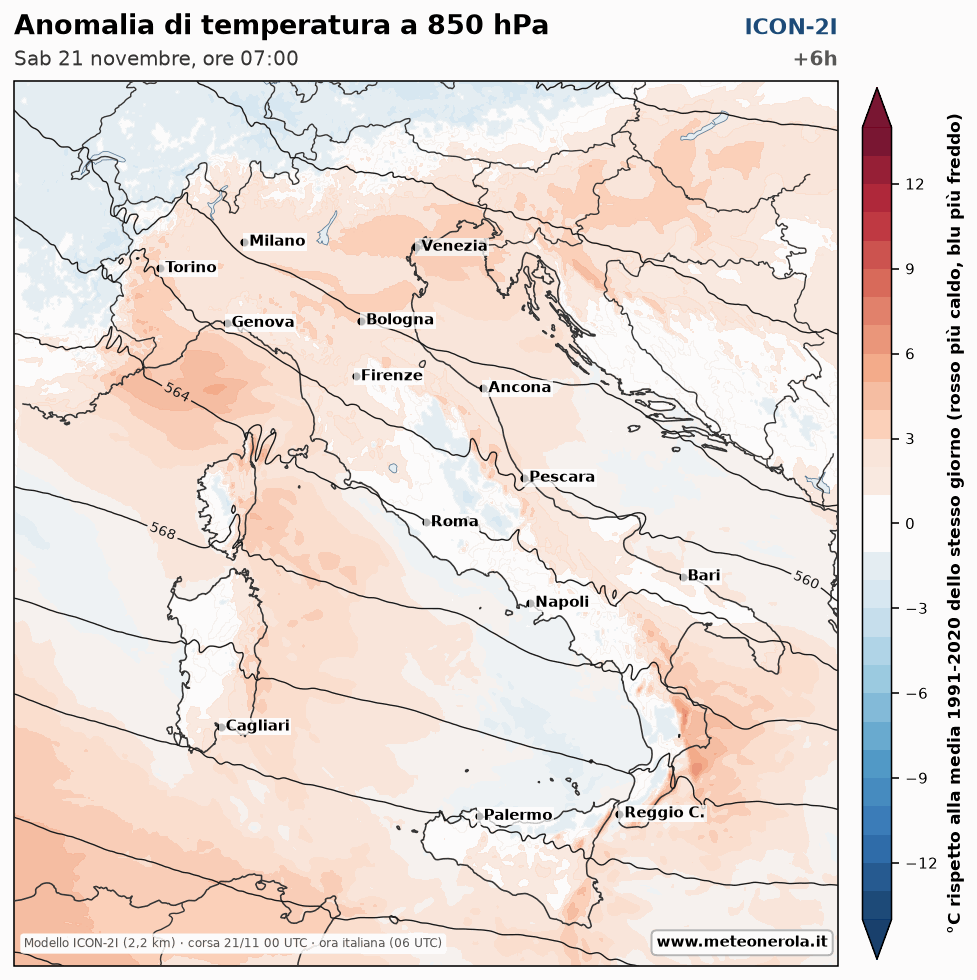 Anomalia di temperatura a 850 hPa
ICON-2I
Sab 21 novembre, ore 07:00
+6h
Milano
Venezia
Torino
Genova
Bologna
Firenze
Ancona
564
Pescara
568
Roma
560
Bari
Napoli
Cagliari
Palermo
Reggio C.
Modello ICON-2I (2,2 km) · corsa 21/11 00 UTC · ora italiana (06 UTC)
www.meteonerola.it
12
9
6
3
0
−3
−6
−9
−12
°C rispetto alla media 1991-2020 dello stesso giorno (rosso più caldo, blu più freddo)